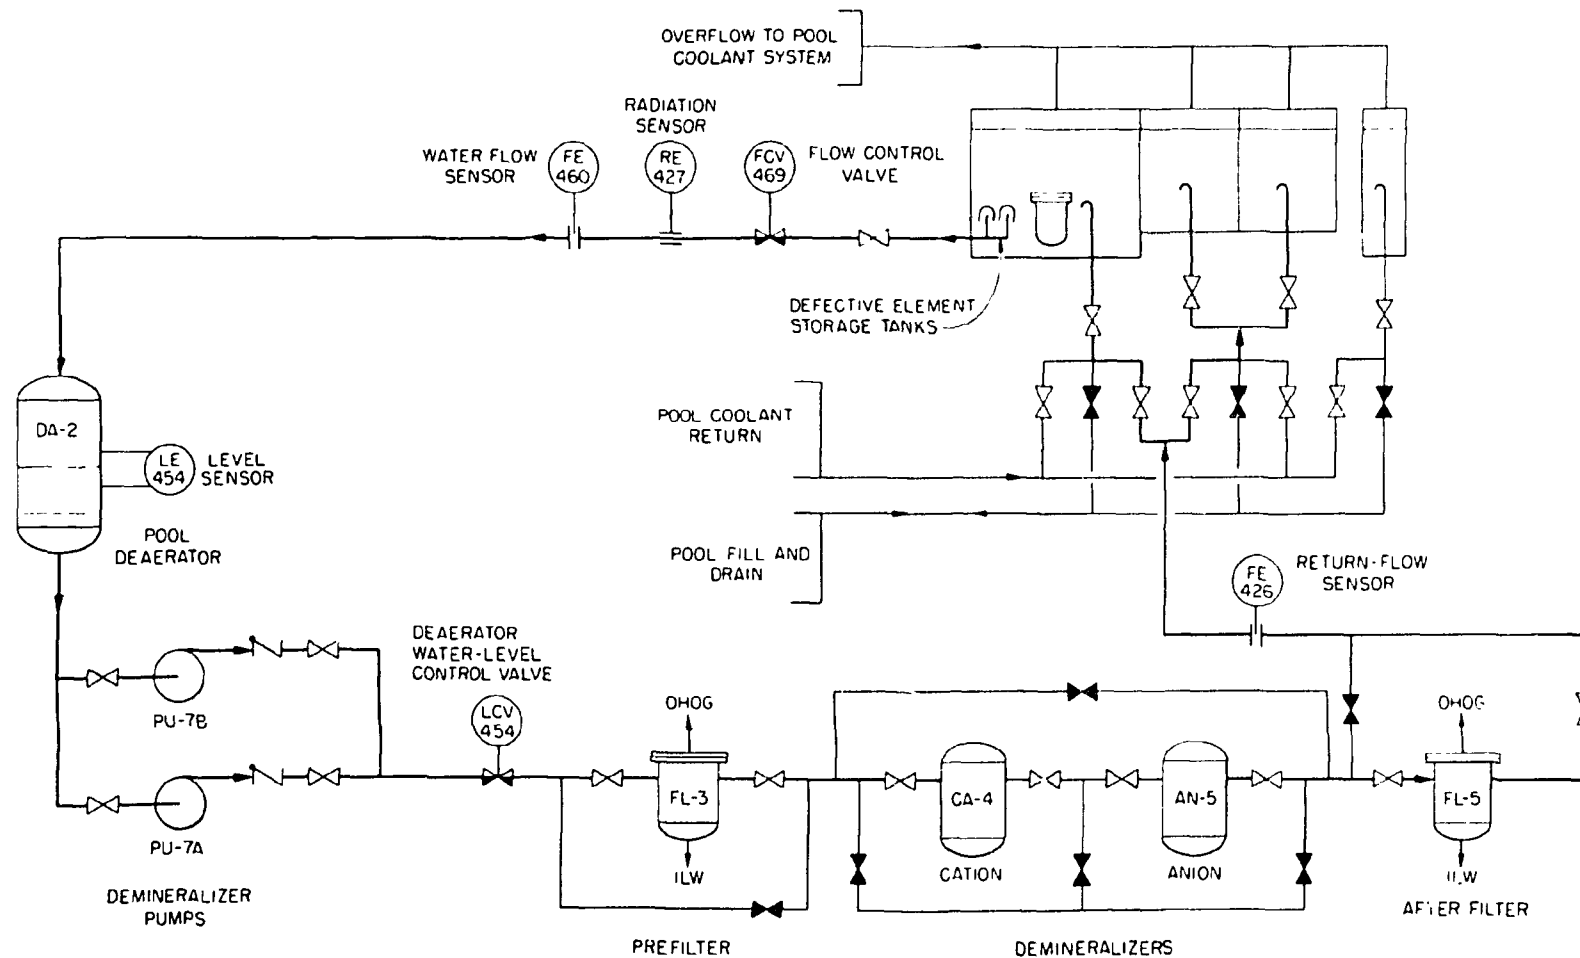 OVERFLOW TO POOL
COOLANT SYSTEM
RADIATION
SENSOR
WATER FLOW
SENSOR
FE
460
RE
427
FCV
469
FLOW CONTROL
VALVE
DEFECTIVE ELEMENT
STORAGE TANKS
DA-2
LE
454
LEVEL
SENSOR
POOL
DEAERATOR
POOL COOLANT
RETURN
POOL FILL AND
DRAIN
FE
426
RETURN-FLOW
SENSOR
DEAERATOR
WATER-LEVEL
CONTROL VALVE
LCV
454
PU-7B
PU-7A
DEMINERALIZER
PUMPS
OHOG
FL-3
ILW
PREFILTER
CA-4
CATION
AN-5
ANION
DEMINERALIZERS
OHOG
FL-5
ILW
AFTER FILTER